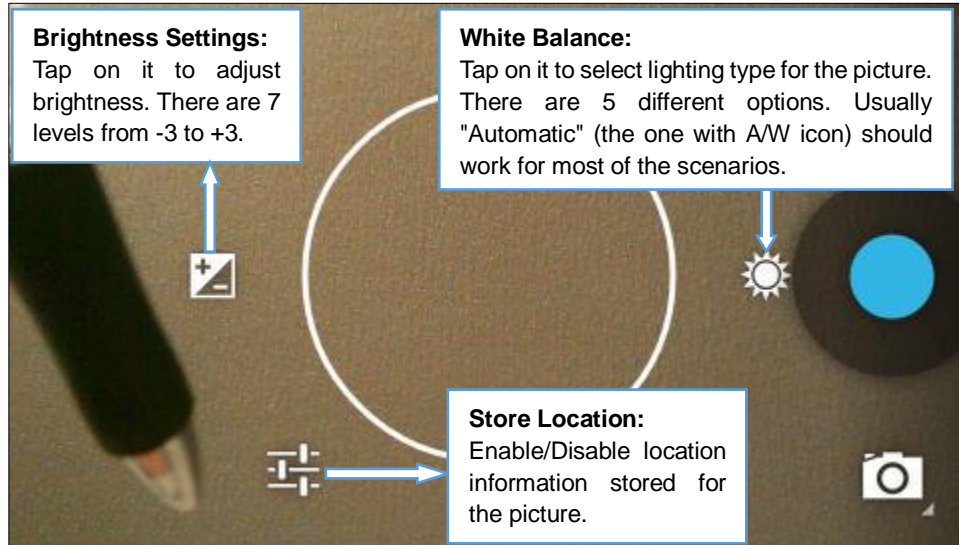 Brightness Settings:
Tap on it to adjust
brightness. There are 7
levels from -3 to +3.
White Balance:
Tap on it to select lighting type for the picture.
There are 5 different options. Usually
"Automatic" (the one with A/W icon) should
work for most of the scenarios.
Store Location:
Enable/Disable location
information stored for
the picture.